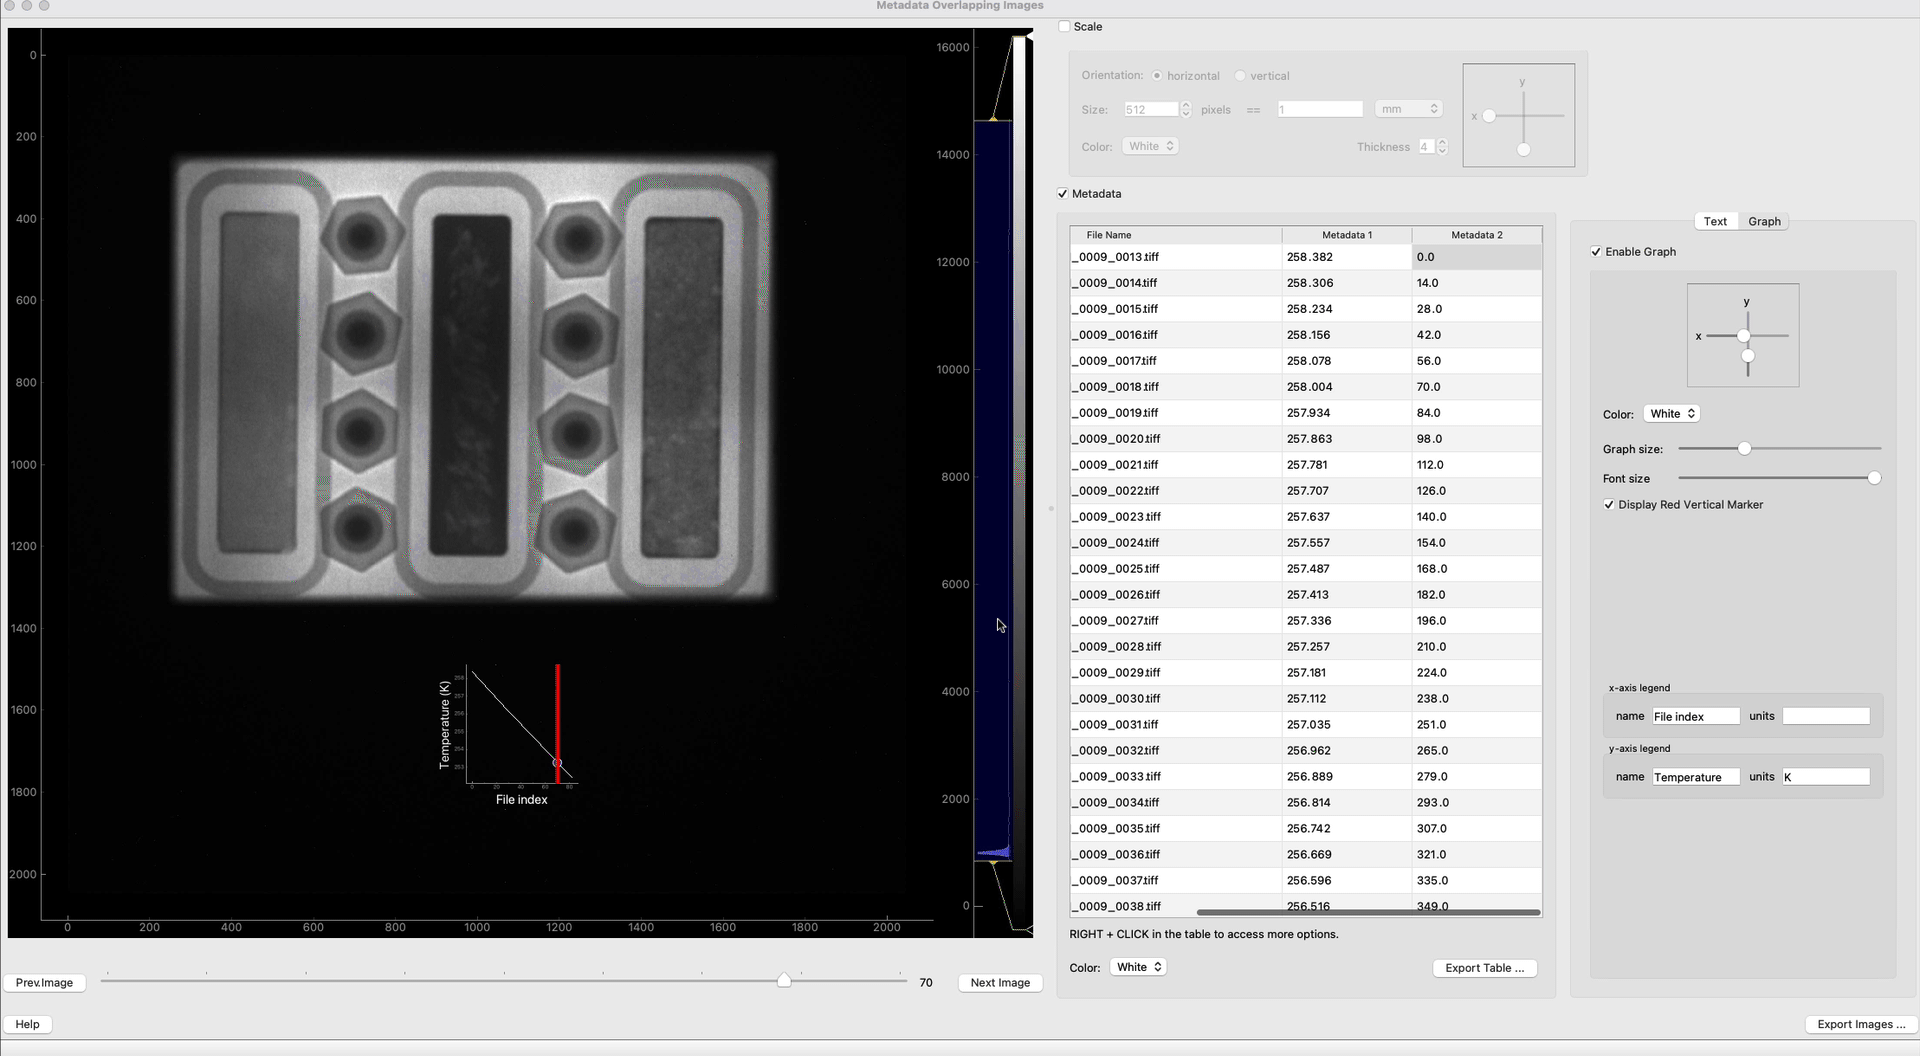 Metadata Overlapping Images
Scale
Orientation: horizontal vertical
Size: 512 pixels == 1 mm
Color: White Thickness 4
y
x
Metadata
File Name Metadata 1 Metadata 2
_0009_0013.tiff 258.382 0.0
_0009_0014.tiff 258.306 14.0
_0009_0015.tiff 258.234 28.0
_0009_0016.tiff 258.156 42.0
_0009_0017.tiff 258.078 56.0
_0009_0018.tiff 258.004 70.0
_0009_0019.tiff 257.934 84.0
_0009_0020.tiff 257.863 98.0
_0009_0021.tiff 257.781 112.0
_0009_0022.tiff 257.707 126.0
_0009_0023.tiff 257.637 140.0
_0009_0024.tiff 257.557 154.0
_0009_0025.tiff 257.487 168.0
_0009_0026.tiff 257.413 182.0
_0009_0027.tiff 257.336 196.0
_0009_0028.tiff 257.257 210.0
_0009_0029.tiff 257.181 224.0
_0009_0030.tiff 257.112 238.0
_0009_0031.tiff 257.035 251.0
_0009_0032.tiff 256.962 265.0
_0009_0033.tiff 256.889 279.0
_0009_0034.tiff 256.814 293.0
_0009_0035.tiff 256.742 307.0
_0009_0036.tiff 256.669 321.0
_0009_0037.tiff 256.596 335.0
_0009_0038.tiff 256.516 349.0
RIGHT + CLICK in the table to access more options.
Color: White Export Table ...
Text Graph
Enable Graph
y
x
Color: White
Graph size:
Font size
Display Red Vertical Marker
x-axis legend
name File index units
y-axis legend
name Temperature units K
0
200
400
600
800
1000
1200
1400
1600
1800
2000
0 200 400 600 800 1000 1200 1400 1600 1800 2000
16000
14000
12000
10000
8000
6000
4000
2000
0
Temperature (K)
258
257
256
255
254
253
0 20 40 60 80
File index
Prev.Image 70 Next Image
Help Export Images ...